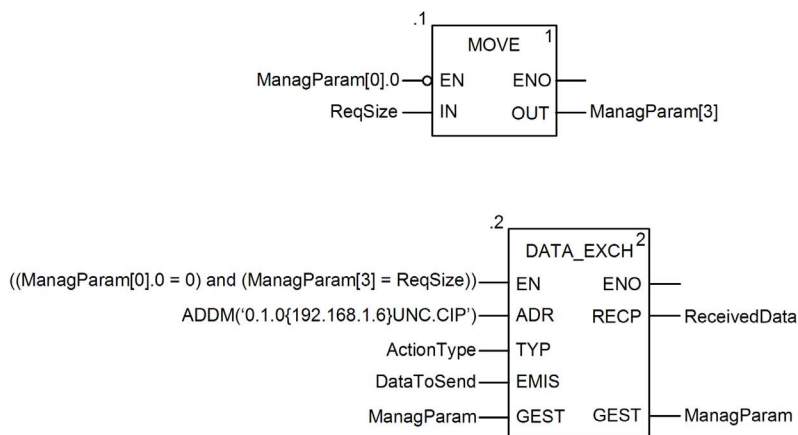 .1
MOVE 1
ManagParam[0].0 EN ENO
ReqSize IN OUT ManagParam[3]
.2
DATA_EXCH 2
((ManagParam[0].0 = 0) and (ManagParam[3] = ReqSize)) EN ENO
ADDM(‘0.1.0{192.168.1.6}UNC.CIP’) ADR RECP ReceivedData
ActionType TYP
DataToSend EMIS
ManagParam GEST GEST ManagParam